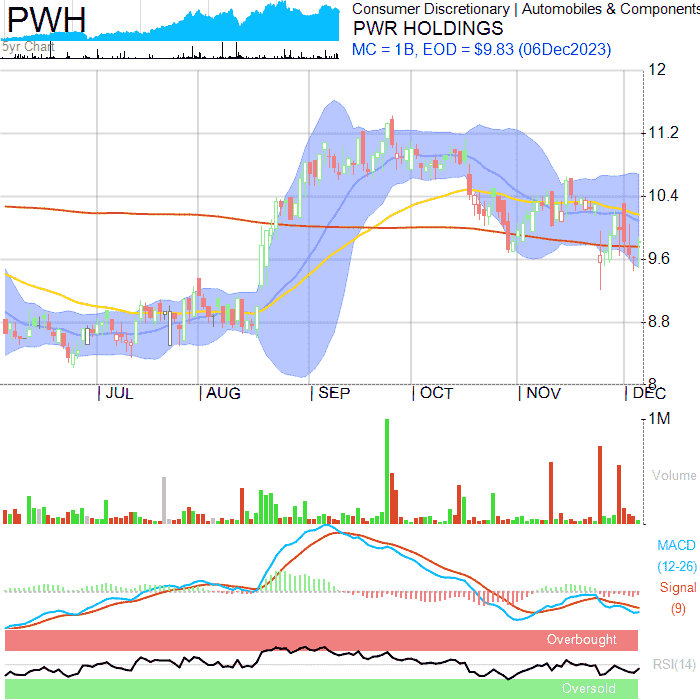 PWH
5yr Chart
Consumer Discretionary | Automobiles & Components
PWR HOLDINGS
MC = 1B, EOD = $9.83 (06Dec2023)
12
11.2
10.4
9.6
8.8
8
JUL AUG SEP OCT NOV DEC
1M
Volume
MACD
(12-26)
Signal
(9)
Overbought
RSI(14)
Oversold